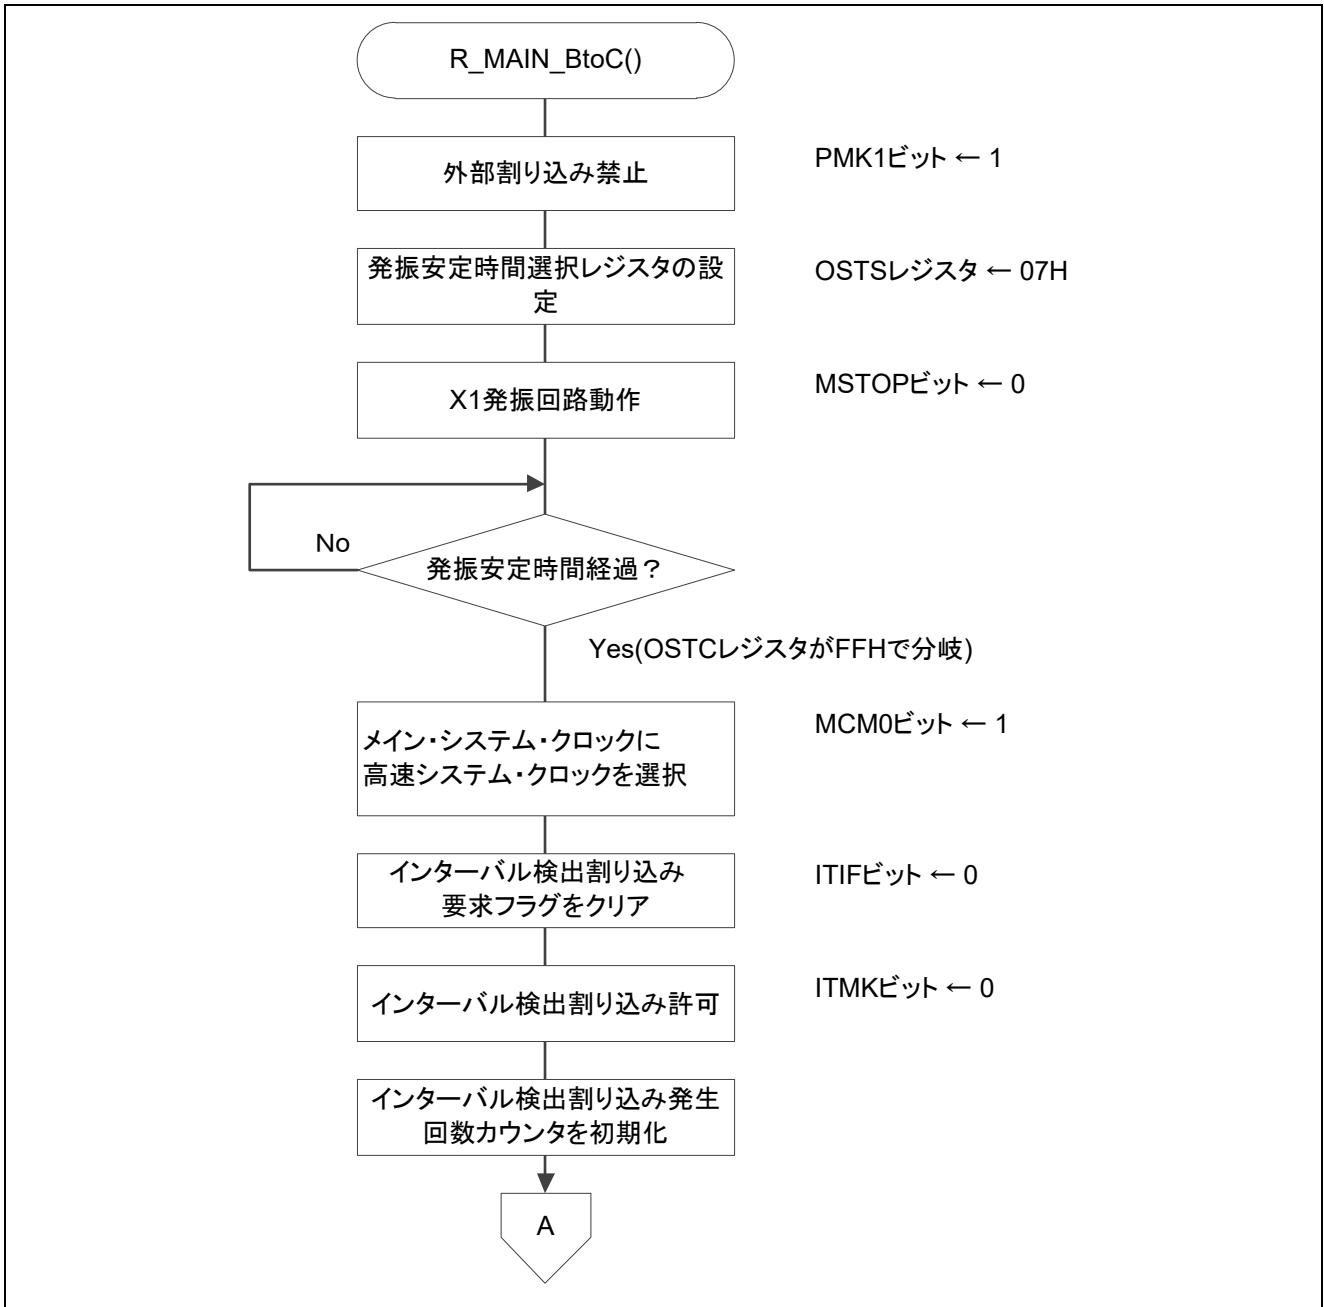 R_MAIN_BtoC()
外部割り込み禁止
PMK1ビット ← 1
発振安定時間選択レジスタの設
定
OSTSレジスタ ← 07H
X1発振回路動作
MSTOPビット ← 0
No
発振安定時間経過？
Yes(OSTCレジスタがFFHで分岐)
メイン・システム・クロックに
高速システム・クロックを選択
MCM0ビット ← 1
インターバル検出割り込み
要求フラグをクリア
ITIFビット ← 0
インターバル検出割り込み許可
ITMKビット ← 0
インターバル検出割り込み発生
回数カウンタを初期化
A